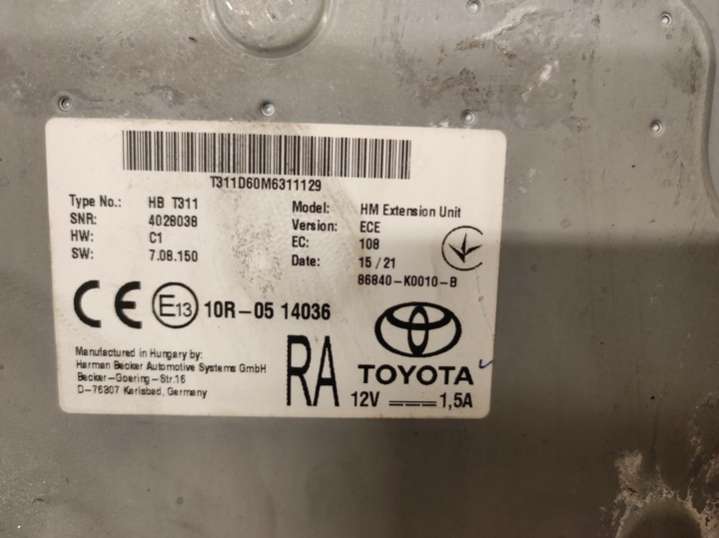 T311D60M6311129
Type No.: HB T311
SNR: 4028038
HW: C1
SW: 7.08.150
Model: HM Extension Unit
Version: ECE
EC: 108
Date: 15/21
86840-K0010-B
CE E13 10R-05 14036
Manufactured in Hungary by:
Harman Becker Automotive Systems GmbH
Becker-Goering-Str.16
D-76307 Karlsbad, Germany
RA
TOYOTA
12V 1,5A